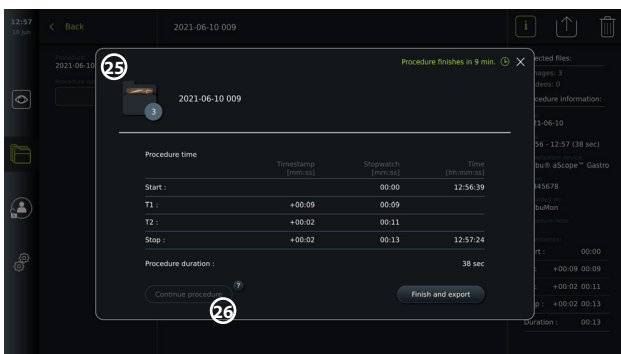 12:57
10 Jun
Back
2021-06-10 009
i
Procedure
2021-06-10
25
Procedure finishes in 9 min.
3
2021-06-10 009
Procedure time
Timestamp [mm:ss]
Stopwatch [mm:ss]
Time [hh:mm:ss]
Start : 00:00 12:56:39
T1 : +00:09 00:09
T2 : +00:02 00:11
Stop : +00:02 00:13 12:57:24
Procedure duration : 38 sec
Continue procedure ?
26
Finish and export
ected files:
ages: 3
deos: 0
cedure information:
1-06-10
56 - 12:57 (38 sec)
bu® aScope™ Gastro
345678
buMon
rt : 00:00
+00:09 00:09
+00:02 00:11
p : +00:02 00:13
Duration : 00:13